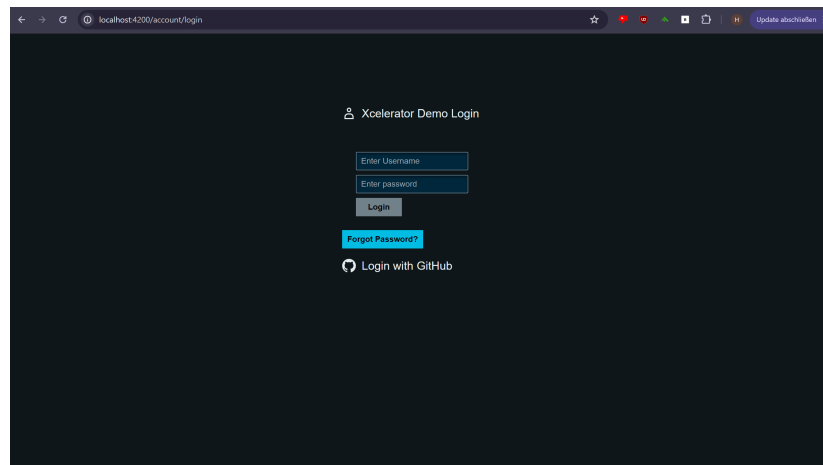 localhost:4200/account/login
H
Update abschließen
Xcelerator Demo Login
Enter Username
Enter password
Login
Forgot Password?
Login with GitHub